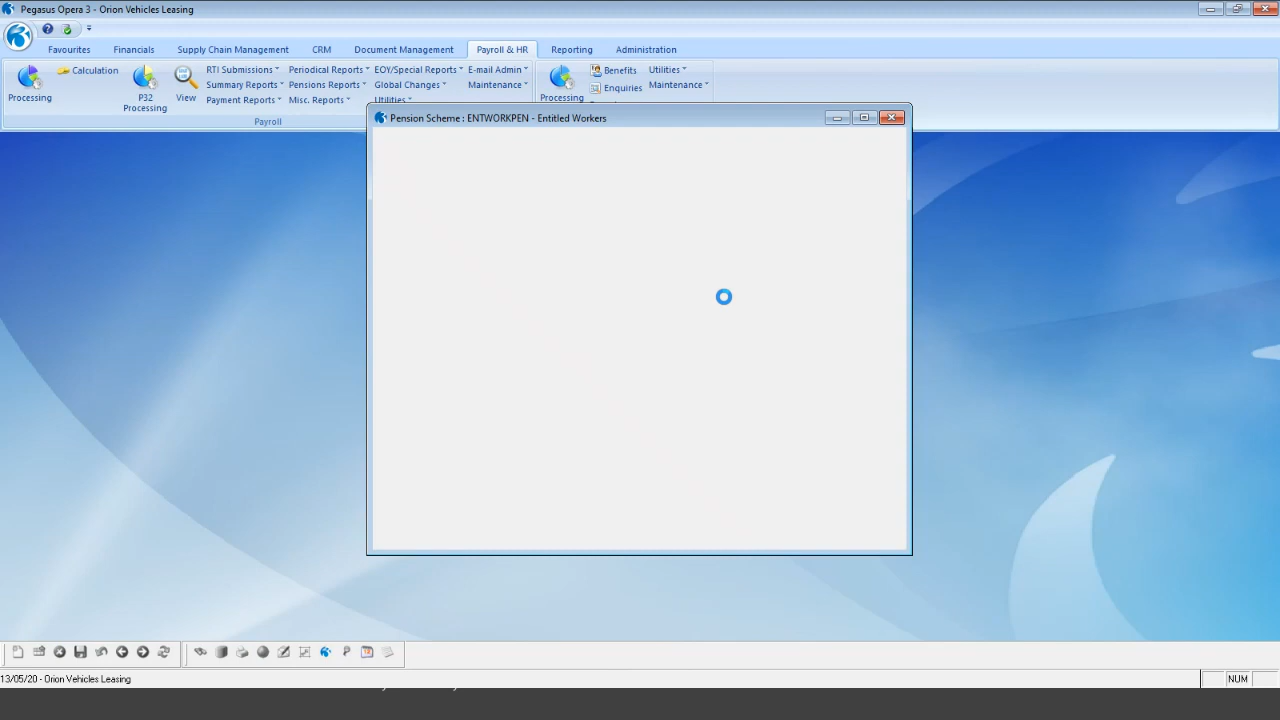 Pegasus Opera 3 - Orion Vehicles Leasing
Favourites Financials Supply Chain Management CRM Document Management Payroll & HR Reporting Administration
Processing
Calculation
P32 Processing
View
RTI Submissions Periodical Reports EOY/Special Reports E-mail Admin
Summary Reports Pensions Reports Global Changes Maintenance
Payment Reports Misc. Reports Utilities
Processing
Benefits Utilities
Enquiries Maintenance
Payroll
Pension Scheme : ENTWORKPEN - Entitled Workers
13/05/20 - Orion Vehicles Leasing
NUM